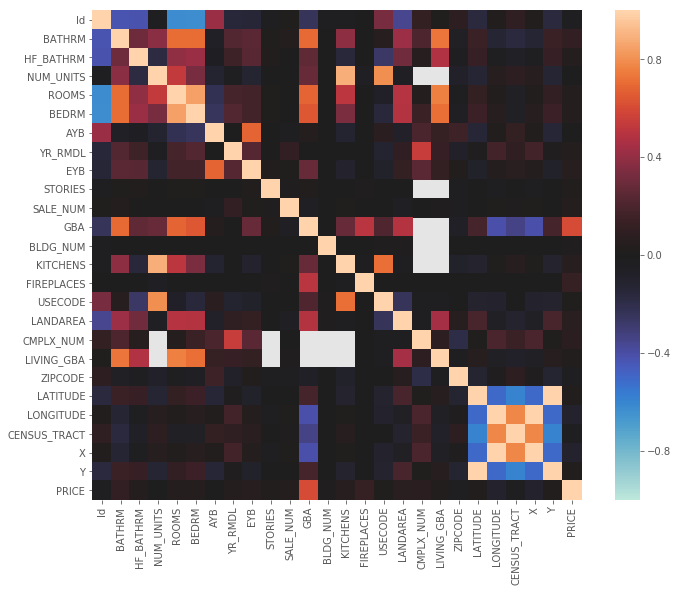 Id
BATHRM
HF_BATHRM
NUM_UNITS
ROOMS
BEDRM
AYB
YR_RMDL
EYB
STORIES
SALE_NUM
GBA
BLDG_NUM
KITCHENS
FIREPLACES
USECODE
LANDAREA
CMPLX_NUM
LIVING_GBA
ZIPCODE
LATITUDE
LONGITUDE
CENSUS_TRACT
X
Y
PRICE
Id
BATHRM
HF_BATHRM
NUM_UNITS
ROOMS
BEDRM
AYB
YR_RMDL
EYB
STORIES
SALE_NUM
GBA
BLDG_NUM
KITCHENS
FIREPLACES
USECODE
LANDAREA
CMPLX_NUM
LIVING_GBA
ZIPCODE
LATITUDE
LONGITUDE
CENSUS_TRACT
X
Y
PRICE
0.8
0.4
0.0
−0.4
−0.8